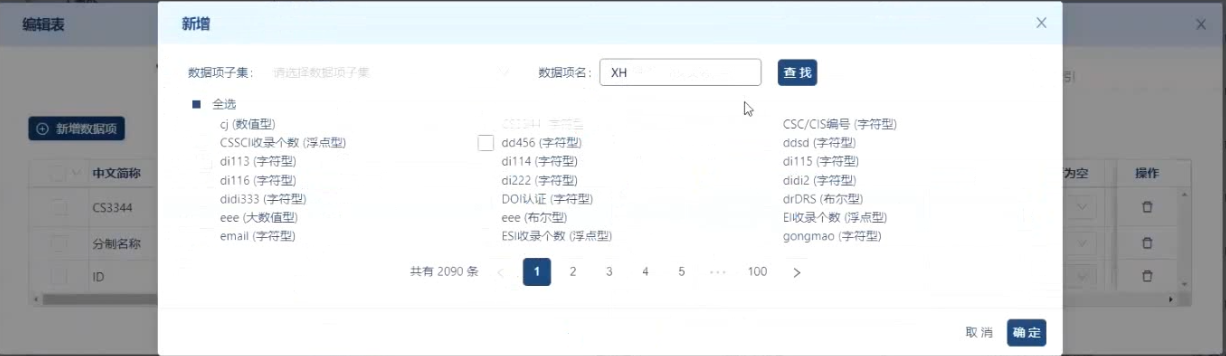 编辑表
新增
数据项子集： 请选择数据项子集 数据项名： XH 查找
全选
新增数据项
cj (数值型) CS3344 (字符型) CSC/CIS编号 (字符型)
CSSCI收录个数 (浮点型) dd456 (字符型) ddsd (字符型)
di113 (字符型) di114 (字符型) di115 (字符型)
中文简称 为空 操作
di116 (字符型) di222 (字符型) didi2 (字符型)
didi333 (字符型) DOI认证 (字符型) drDRS (布尔型)
CS3344
eee (大数值型) eee (布尔型) EI收录个数 (浮点型)
email (字符型) ESI收录个数 (浮点型) gongmao (字符型)
分制名称
ID
共有 2090 条 1 2 3 4 5 ··· 100
取消 确定